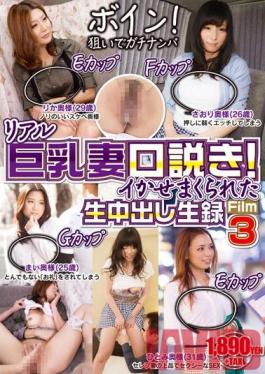 ボイン!
狙いでガチナンパ
Eカップ
Fカップ
りか奥様(29歳)
ノリのいいスケベ奥様
さおり奥様(26歳)
押しに弱くエッチしてしまう
リアル
巨乳妻口説き!
イかせまくられた
生中出し生録
Film
3
Gカップ
まい奥様(25歳)
とんでもない「お礼」をされてしまう
Eカップ
ひとみ奥様(31歳)
1,890YEN
+TAX